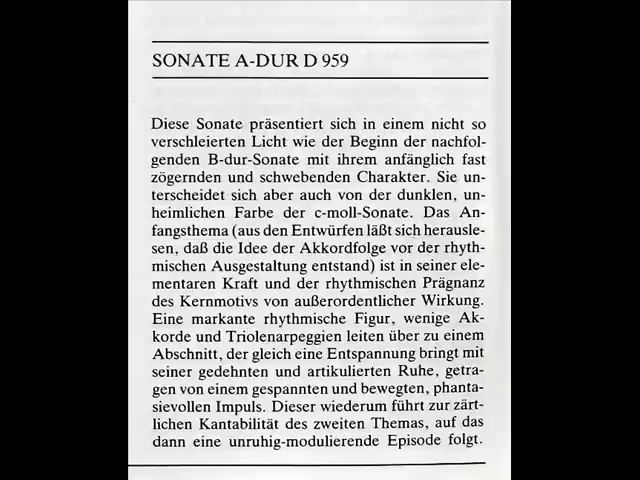 SONATE A-DUR D 959
Diese Sonate präsentiert sich in einem nicht so
verschleierten Licht wie der Beginn der nachfol-
genden B-dur-Sonate mit ihrem anfänglich fast
zögernden und schwebenden Charakter. Sie un-
terscheidet sich aber auch von der dunklen, un-
heimlichen Farbe der c-moll-Sonate. Das An-
fangsthema (aus den Entwürfen läßt sich herausle-
sen, daß die Idee der Akkordfolge vor der rhyth-
mischen Ausgestaltung entstand) ist in seiner ele-
mentaren Kraft und der rhythmischen Prägnanz
des Kernmotivs von außerordentlicher Wirkung.
Eine markante rhythmische Figur, wenige Ak-
korde und Triolenarpeggien leiten über zu einem
Abschnitt, der gleich eine Entspannung bringt mit
seiner gedehnten und artikulierten Ruhe, getra-
gen von einem gespannten und bewegten, phanta-
sievollen Impuls. Dieser wiederum führt zur zärt-
lichen Kantabilität des zweiten Themas, auf das
dann eine unruhig-modulierende Episode folgt.